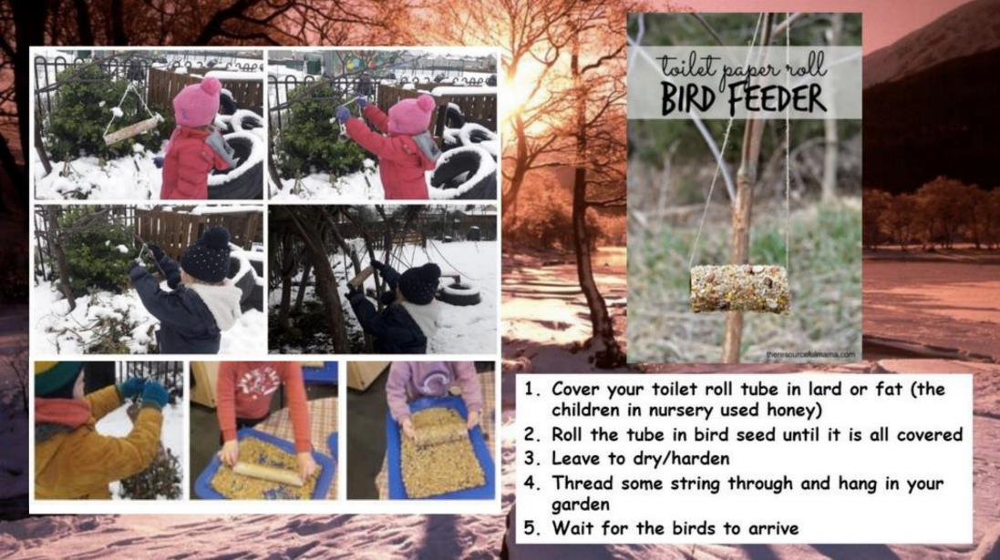 toilet paper roll
BIRD FEEDER
theresourcefulmama.com
1. Cover your toilet roll tube in lard or fat (the
children in nursery used honey)
2. Roll the tube in bird seed until it is all covered
3. Leave to dry/harden
4. Thread some string through and hang in your
garden
5. Wait for the birds to arrive